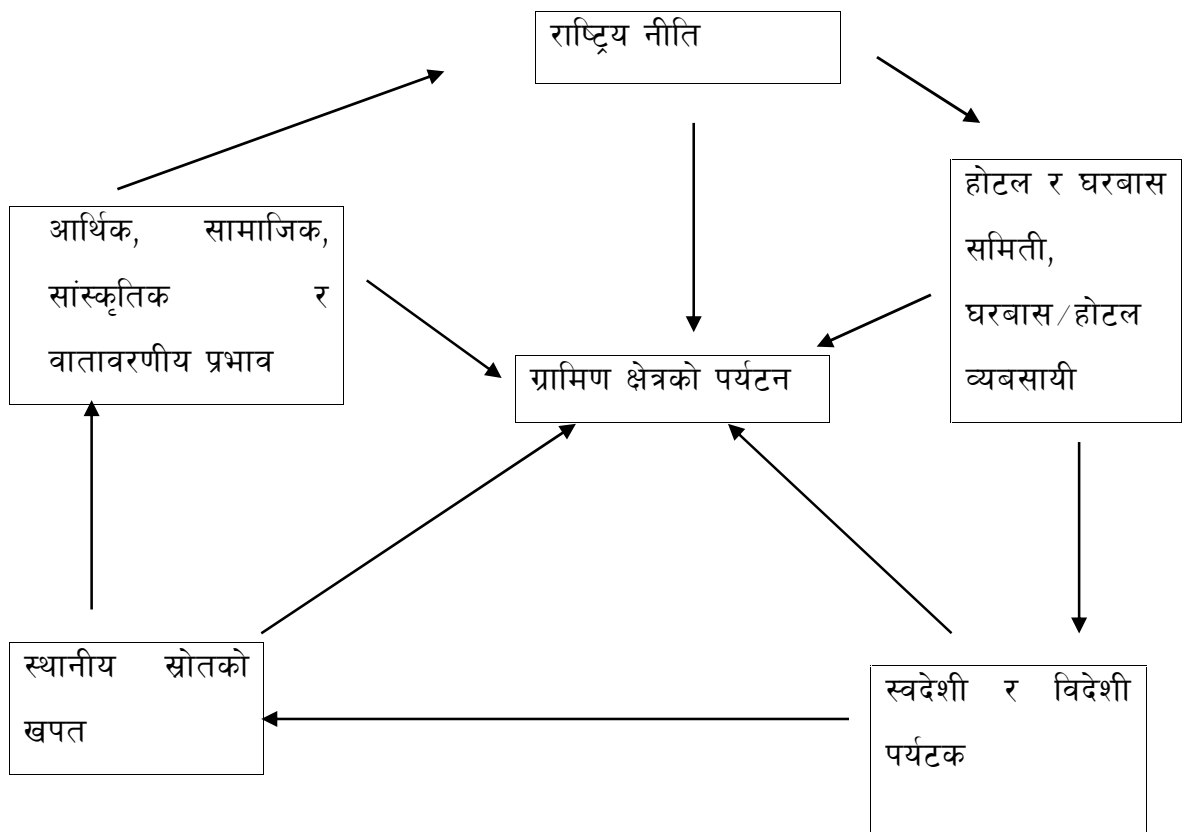 राष्ट्रिय नीति
होटल र घरबास
समिती,
घरबास/होटल
व्यबसायी
आर्थिक, सामाजिक,
सांस्कृतिक र
वातावरणीय प्रभाव
ग्रामिण क्षेत्रको पर्यटन
स्थानीय स्रोतको
खपत
स्वदेशी र विदेशी
पर्यटक